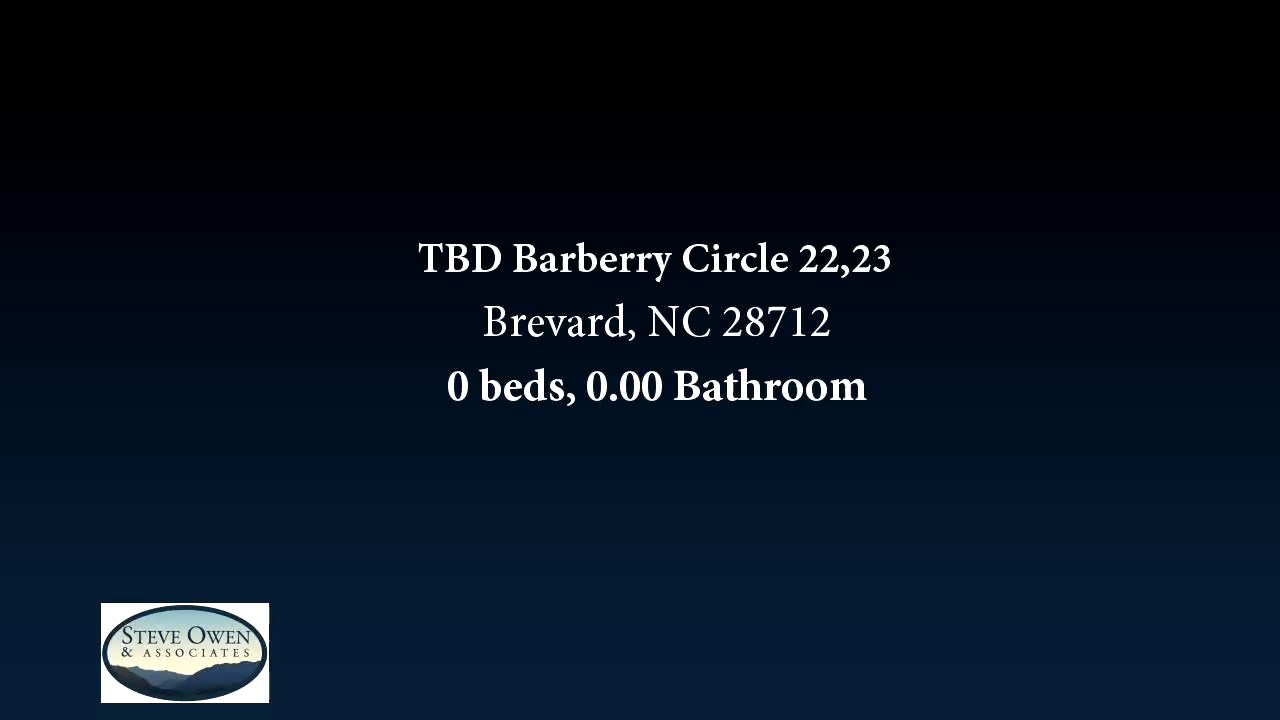 TBD Barberry Circle 22,23
Brevard, NC 28712
0 beds, 0.00 Bathroom
STEVE OWEN
& ASSOCIATES